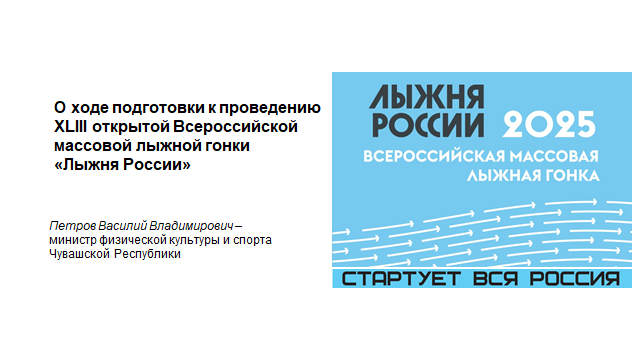 О ходе подготовки к проведению
XLIII открытой Всероссийской
массовой лыжной гонки
«Лыжня России»
Петров Василий Владимирович –
министр физической культуры и спорта
Чувашской Республики
ЛЫЖНЯ
РОССИИ 2025
ВСЕРОССИЙСКАЯ МАССОВАЯ
ЛЫЖНАЯ ГОНКА
СТАРТУЕТ ВСЯ РОССИЯ